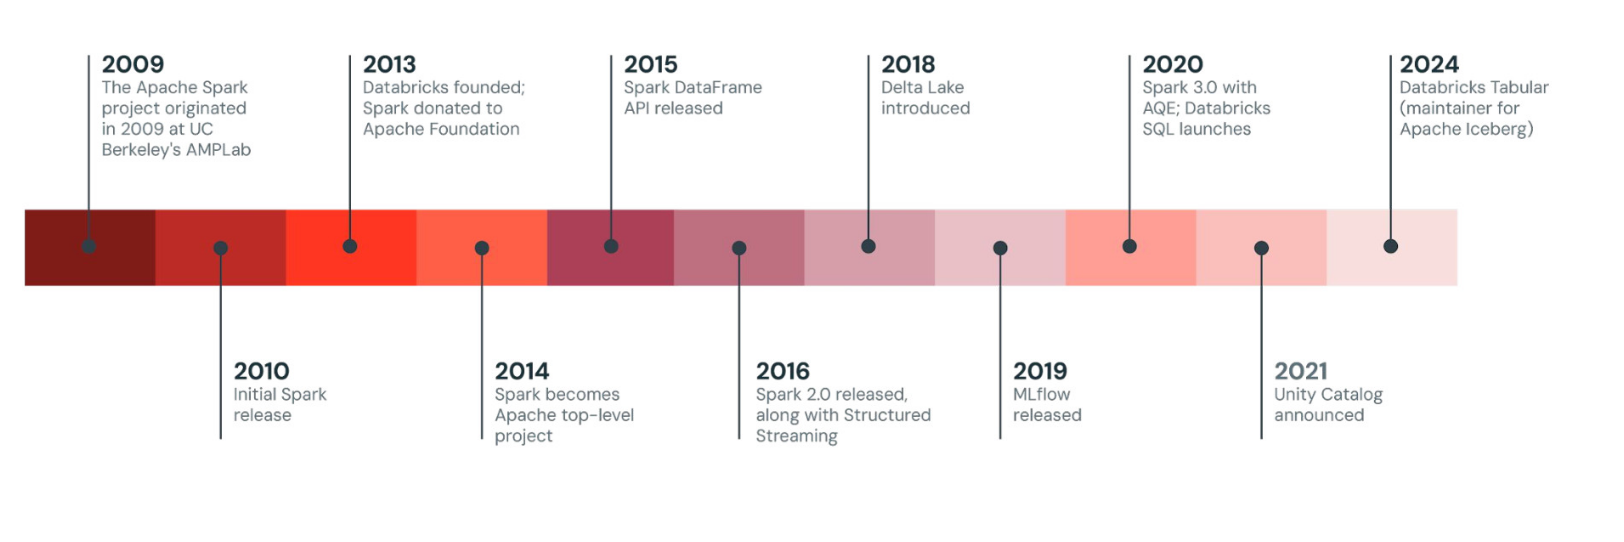 2009
The Apache Spark
project originated
in 2009 at UC
Berkeley's AMPLab
2010
Initial Spark
release
2013
Databricks founded;
Spark donated to
Apache Foundation
2014
Spark becomes
Apache top-level
project
2015
Spark DataFrame
API released
2016
Spark 2.0 released,
along with Structured
Streaming
2018
Delta Lake
introduced
2019
MLflow
released
2020
Spark 3.0 with
AQE; Databricks
SQL launches
2021
Unity Catalog
announced
2024
Databricks Tabular
(maintainer for
Apache Iceberg)